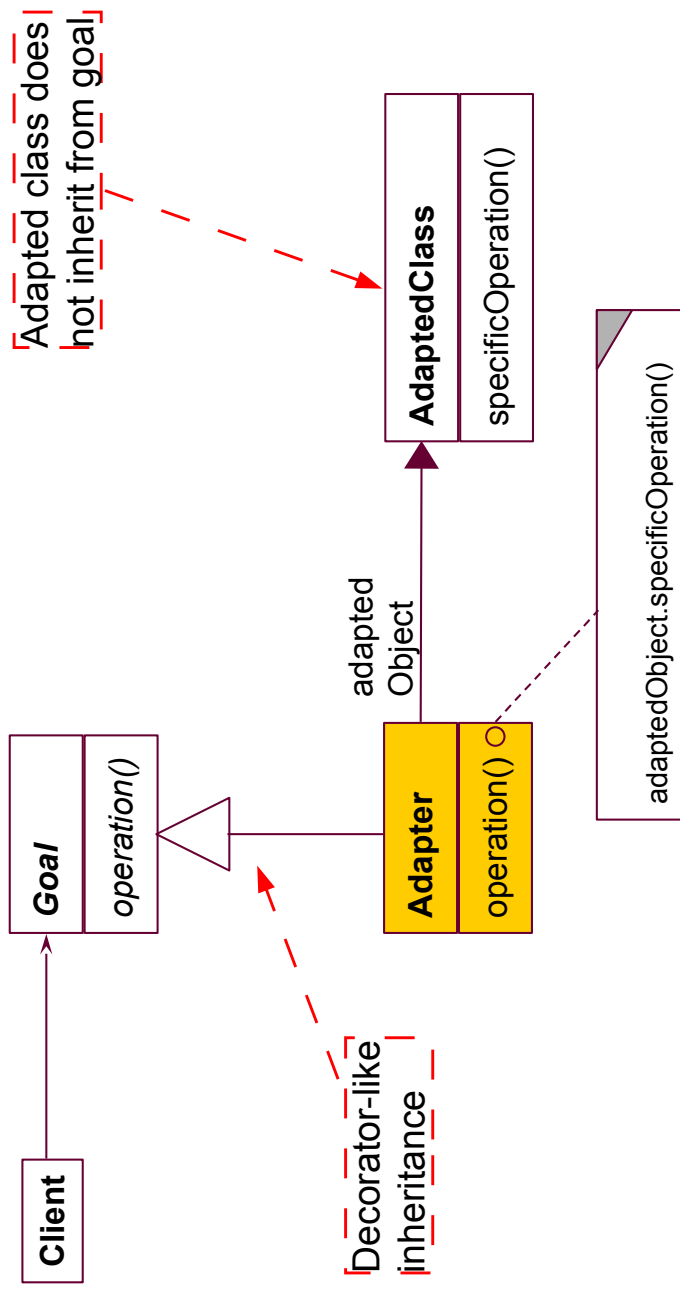 Client
Goal
operation()
Adapted class does
not inherit from goal
Decorator-like
inheritance
adapted
Object
Adapter
operation()
AdaptedClass
specificOperation()
adaptedObject.specificOperation()